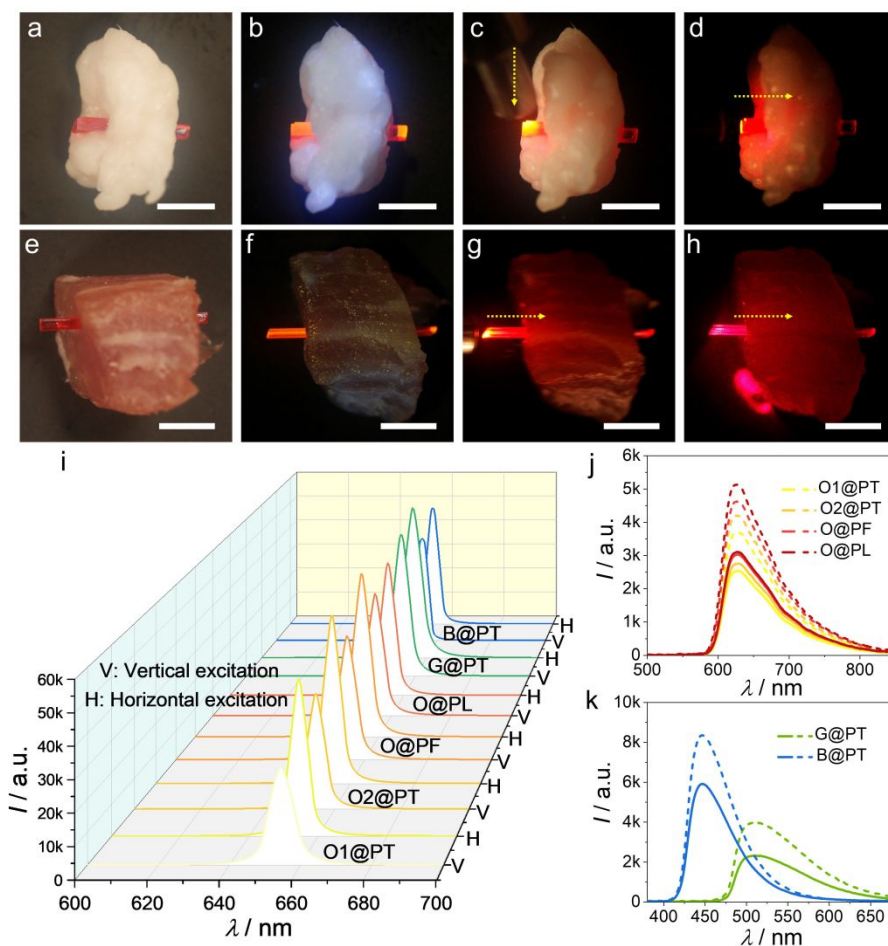 a
b
c
d
e
f
g
h
i
60k
50k
40k
30k
20k
10k
0
I / a.u.
V: Vertical excitation
H: Horizontal excitation
B@PT
G@PT
O@PL
O@PF
O2@PT
O1@PT
H
V
H
V
H
V
H
V
H
V
H
V
600
620
640
660
680
700
λ / nm
j
6k
5k
4k
3k
2k
1k
0
I / a.u.
O1@PT
O2@PT
O@PF
O@PL
500
600
700
800
λ / nm
k
10k
8k
6k
4k
2k
0
I / a.u.
G@PT
B@PT
400
450
500
550
600
650
λ / nm